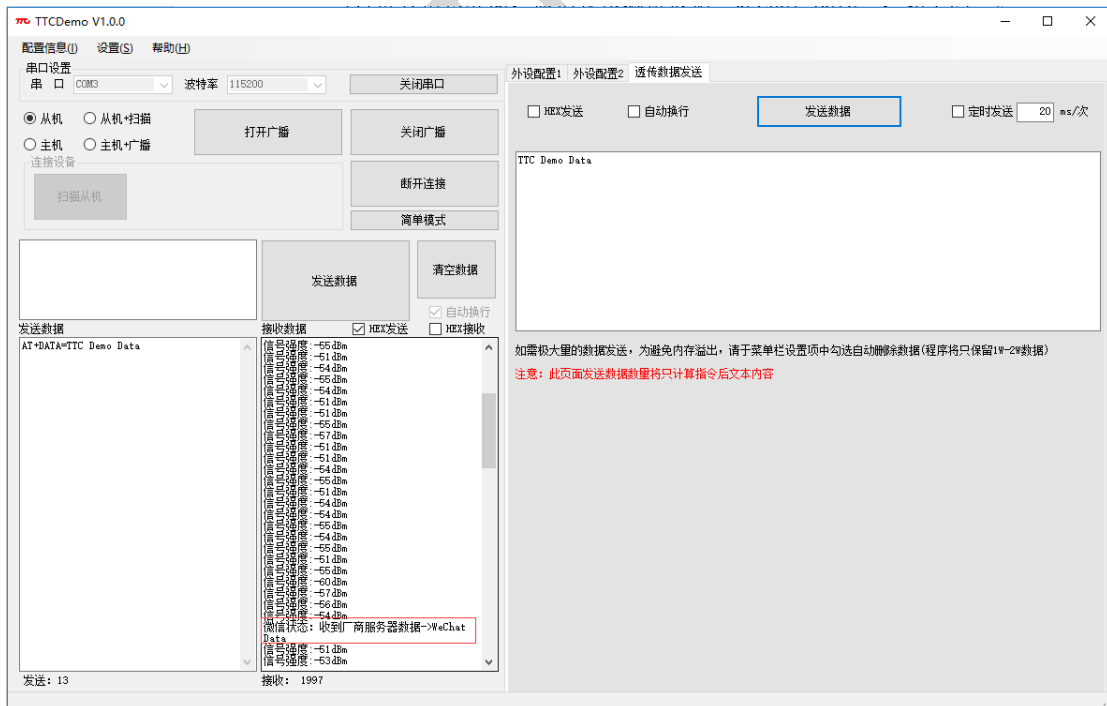 TTCDemo V1.0.0
配置信息(I) 设置(S) 帮助(H)
串口设置
串 口 COM3 波特率 115200 关闭串口
从机 从机+扫描
主机 主机+广播
打开广播 关闭广播
连接设备
扫描从机
断开连接
简单模式
发送数据
清空数据
自动换行
发送数据
接收数据 HEX发送 HEX接收
AT+DATA=TTC Demo Data
信号强度:-55dBm
信号强度:-51dBm
信号强度:-54dBm
信号强度:-55dBm
信号强度:-54dBm
信号强度:-51dBm
信号强度:-51dBm
信号强度:-55dBm
信号强度:-57dBm
信号强度:-51dBm
信号强度:-51dBm
信号强度:-54dBm
信号强度:-55dBm
信号强度:-51dBm
信号强度:-54dBm
信号强度:-54dBm
信号强度:-55dBm
信号强度:-54dBm
信号强度:-55dBm
信号强度:-51dBm
信号强度:-55dBm
信号强度:-60dBm
信号强度:-57dBm
信号强度:-56dBm
信号强度:-54dBm
微信状态: 收到厂商服务器数据->WeChat
Data
信号强度:-51dBm
信号强度:-53dBm
发送: 13
接收: 1997
外设配置1 外设配置2 透传数据发送
HEX发送 自动换行 发送数据 定时发送 20 ms/次
TTC Demo Data
如需极大量的数据发送，为避免内存溢出，请于菜单栏设置项中勾选自动删除数据(程序将只保留1W-2W数据)
注意: 此页面发送数据数量将只计算指令后文本内容